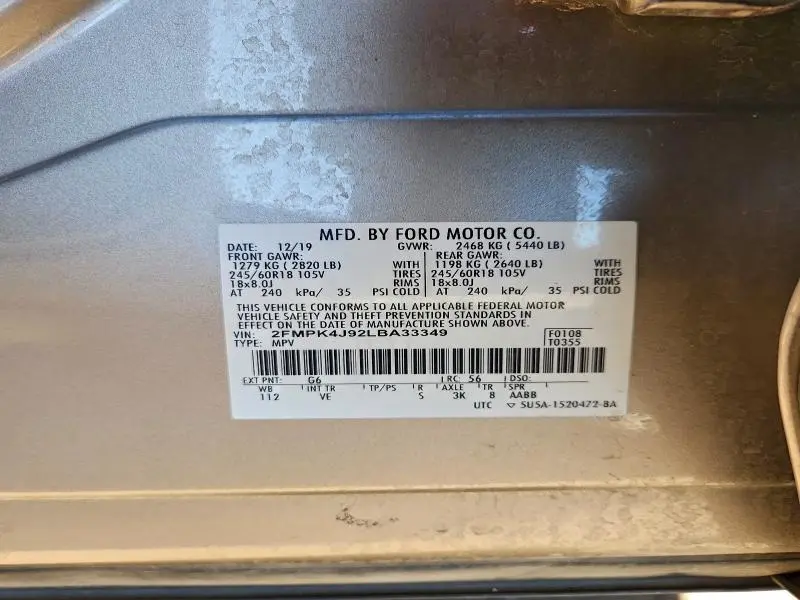 MFD. BY FORD MOTOR CO.
DATE: 12/19 GVWR: 2468 KG ( 5440 LB)
FRONT GAWR: REAR GAWR:
1279 KG ( 2820 LB) WITH 1198 KG ( 2640 LB) WITH
245/60R18 105V TIRES 245/60R18 105V TIRES
18x8.0J RIMS 18x8.0J RIMS
AT 240 kPa/ 35 PSI COLD AT 240 kPa/ 35 PSI COLD
THIS VEHICLE CONFORMS TO ALL APPLICABLE FEDERAL MOTOR
VEHICLE SAFETY AND THEFT PREVENTION STANDARDS IN
EFFECT ON THE DATE OF MANUFACTURE SHOWN ABOVE.
VIN: 2FMPK4J92LBA33349 F0108
TYPE: MPV T0355
EXT PNT: G6 RC: 56 DSO:
WB INT TR TP/PS R AXLE TR SPR
112 VE S 3K 8 AABB
UTC ▽ SU5A-1520472-BA